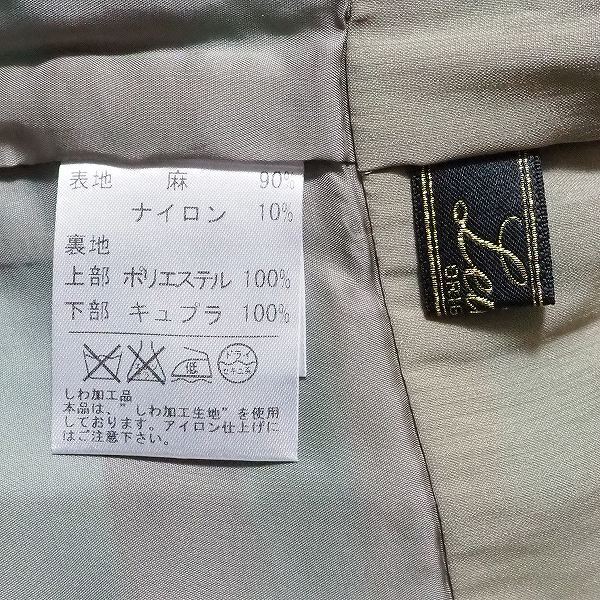 表地 麻 90%
ナイロン 10%
裏地
上部 ポリエステル 100%
下部 キュプラ 100%
低
ドライ
セキユ系
しわ加工品
本品は、”しわ加工生地”を使用
しております。アイロン仕上げに
はご注意下さい。